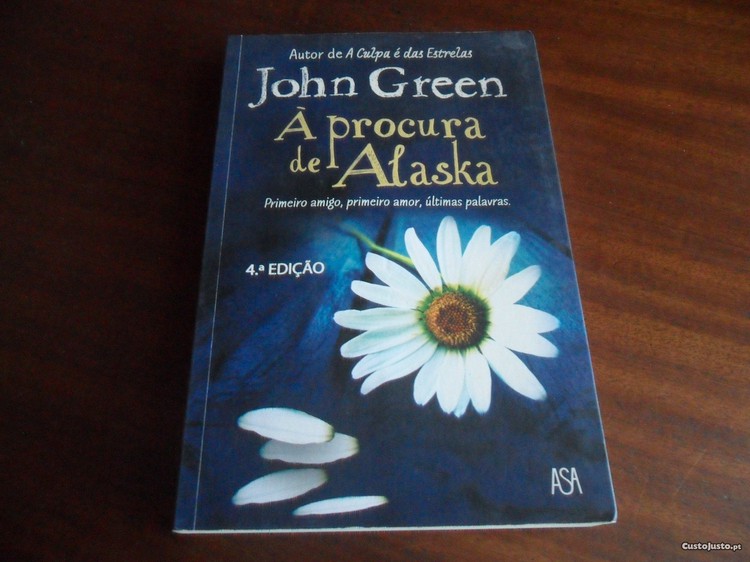 Autor de A Culpa é das Estrelas
John Green
À procura
de Alaska
Primeiro amigo, primeiro amor, últimas palavras.
4.ª EDIÇÃO
ASA
CustoJusto.pt